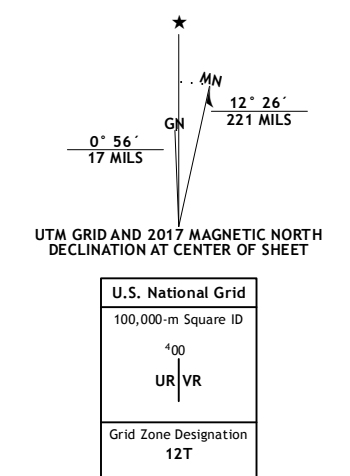 ★
MN
GN
12° 26´
221 MILS
0° 56´
17 MILS
UTM GRID AND 2017 MAGNETIC NORTH
DECLINATION AT CENTER OF SHEET
U.S. National Grid
100,000-m Square ID
⁴00
UR VR
Grid Zone Designation
12T